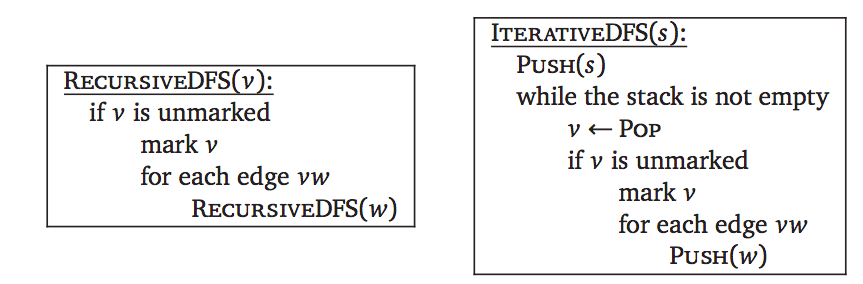 RECURSIVEDFS(v):
if v is unmarked
mark v
for each edge vw
RECURSIVEDFS(w)
ITERATIVEDFS(s):
PUSH(s)
while the stack is not empty
v ← POP
if v is unmarked
mark v
for each edge vw
PUSH(w)